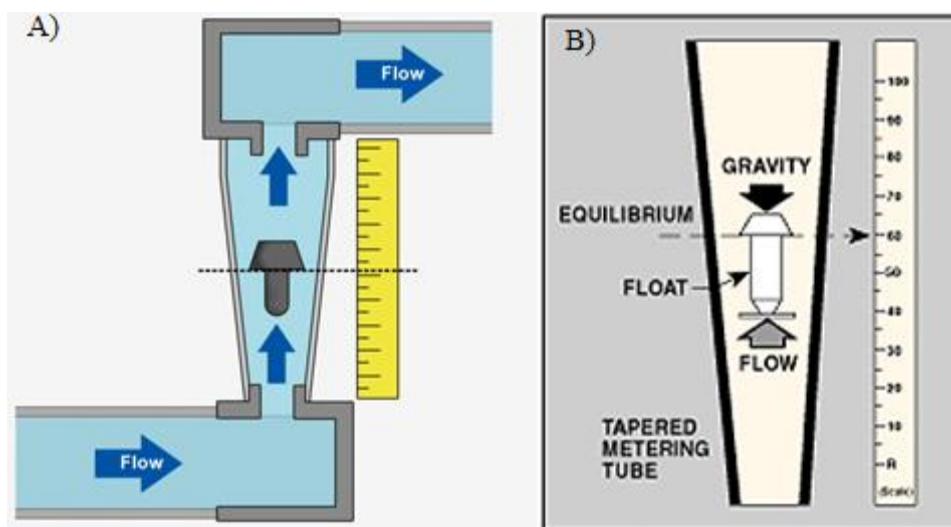 A)
Flow
Flow
B)
100
90
80
GRAVITY
70
EQUILIBRIUM
60
50
FLOAT
40
FLOW
30
20
TAPERED
METERING
TUBE
10
R
(Scale)